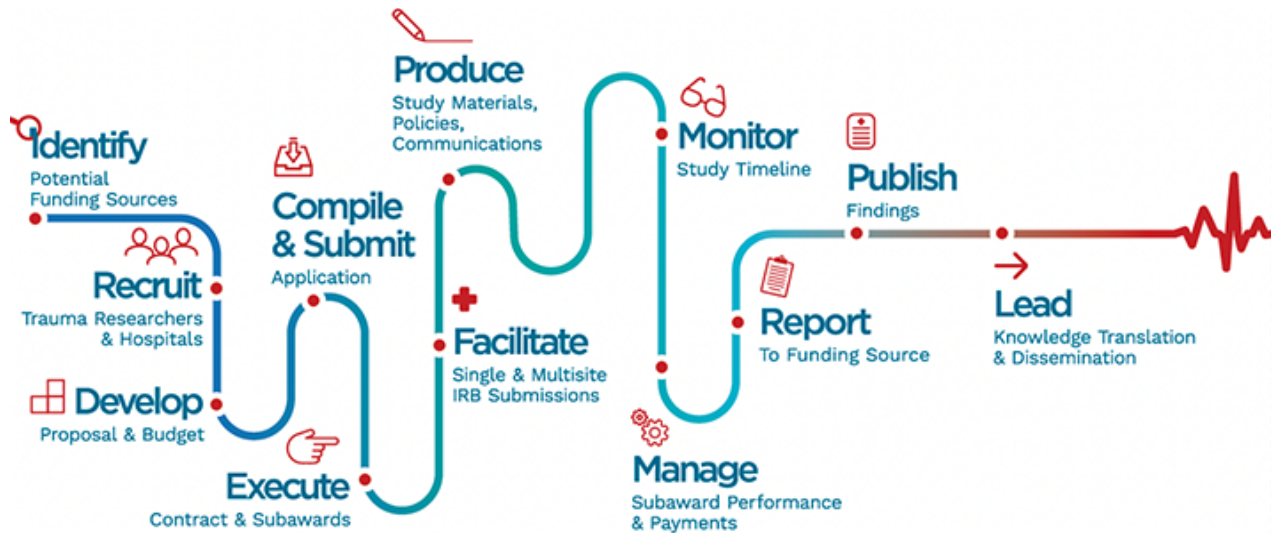 Identify
Potential
Funding Sources
Recruit
Trauma Researchers
& Hospitals
Develop
Proposal & Budget
Compile
& Submit
Application
Execute
Contract & Subawards
Facilitate
Single & Multisite
IRB Submissions
Produce
Study Materials,
Policies,
Communications
Monitor
Study Timeline
Manage
Subaward Performance
& Payments
Report
To Funding Source
Publish
Findings
Lead
Knowledge Translation
& Dissemination